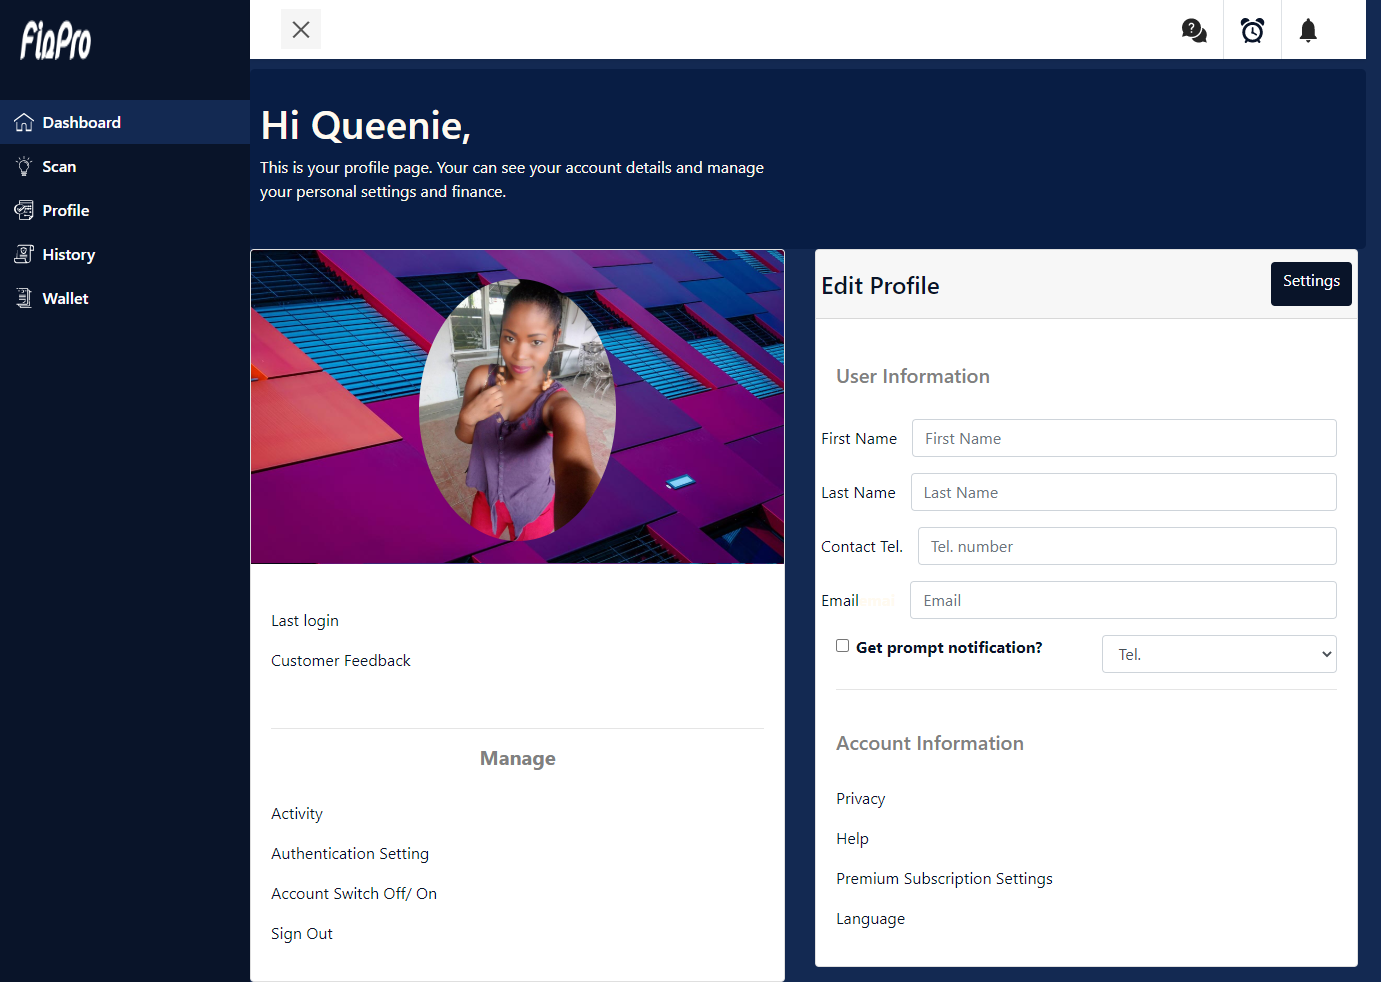 FinPro
Dashboard
Scan
Profile
History
Wallet
Hi Queenie,
This is your profile page. Your can see your account details and manage
your personal settings and finance.
Last login
Customer Feedback
Manage
Activity
Authentication Setting
Account Switch Off/ On
Sign Out
Edit Profile
Settings
User Information
First Name
First Name
Last Name
Last Name
Contact Tel.
Tel. number
Email
Email
Get prompt notification?
Tel.
Account Information
Privacy
Help
Premium Subscription Settings
Language